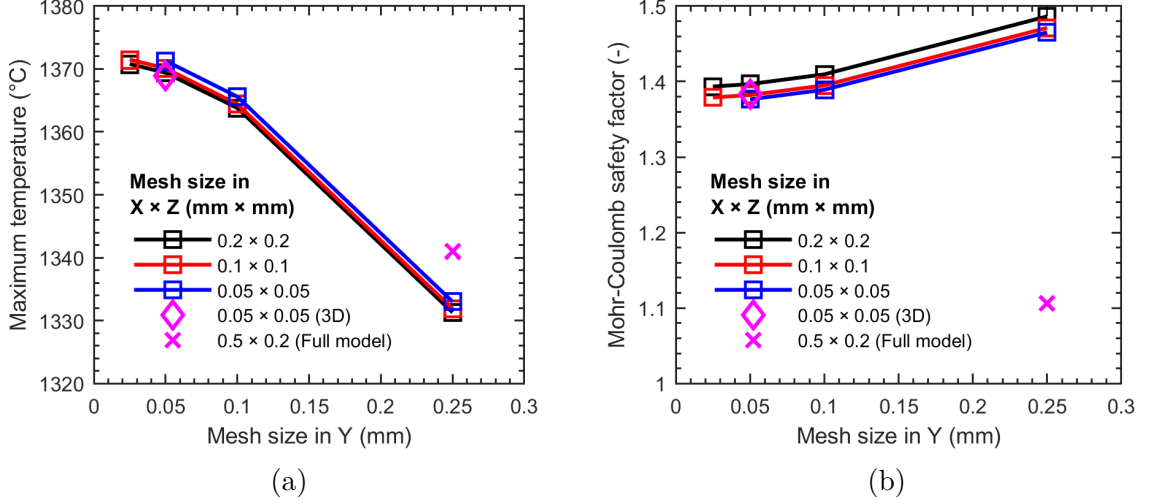 1380
1370
1360
1350
1340
1330
1320
Maximum temperature (°C)
Mesh size in
X × Z (mm × mm)
0.2 × 0.2
0.1 × 0.1
0.05 × 0.05
0.05 × 0.05 (3D)
0.5 × 0.2 (Full model)
0 0.05 0.1 0.15 0.2 0.25 0.3
Mesh size in Y (mm)
(a)
1.5
1.4
1.3
1.2
1.1
1
Mohr-Coulomb safety factor (-)
Mesh size in
X × Z (mm × mm)
0.2 × 0.2
0.1 × 0.1
0.05 × 0.05
0.05 × 0.05 (3D)
0.5 × 0.2 (Full model)
0 0.05 0.1 0.15 0.2 0.25 0.3
Mesh size in Y (mm)
(b)